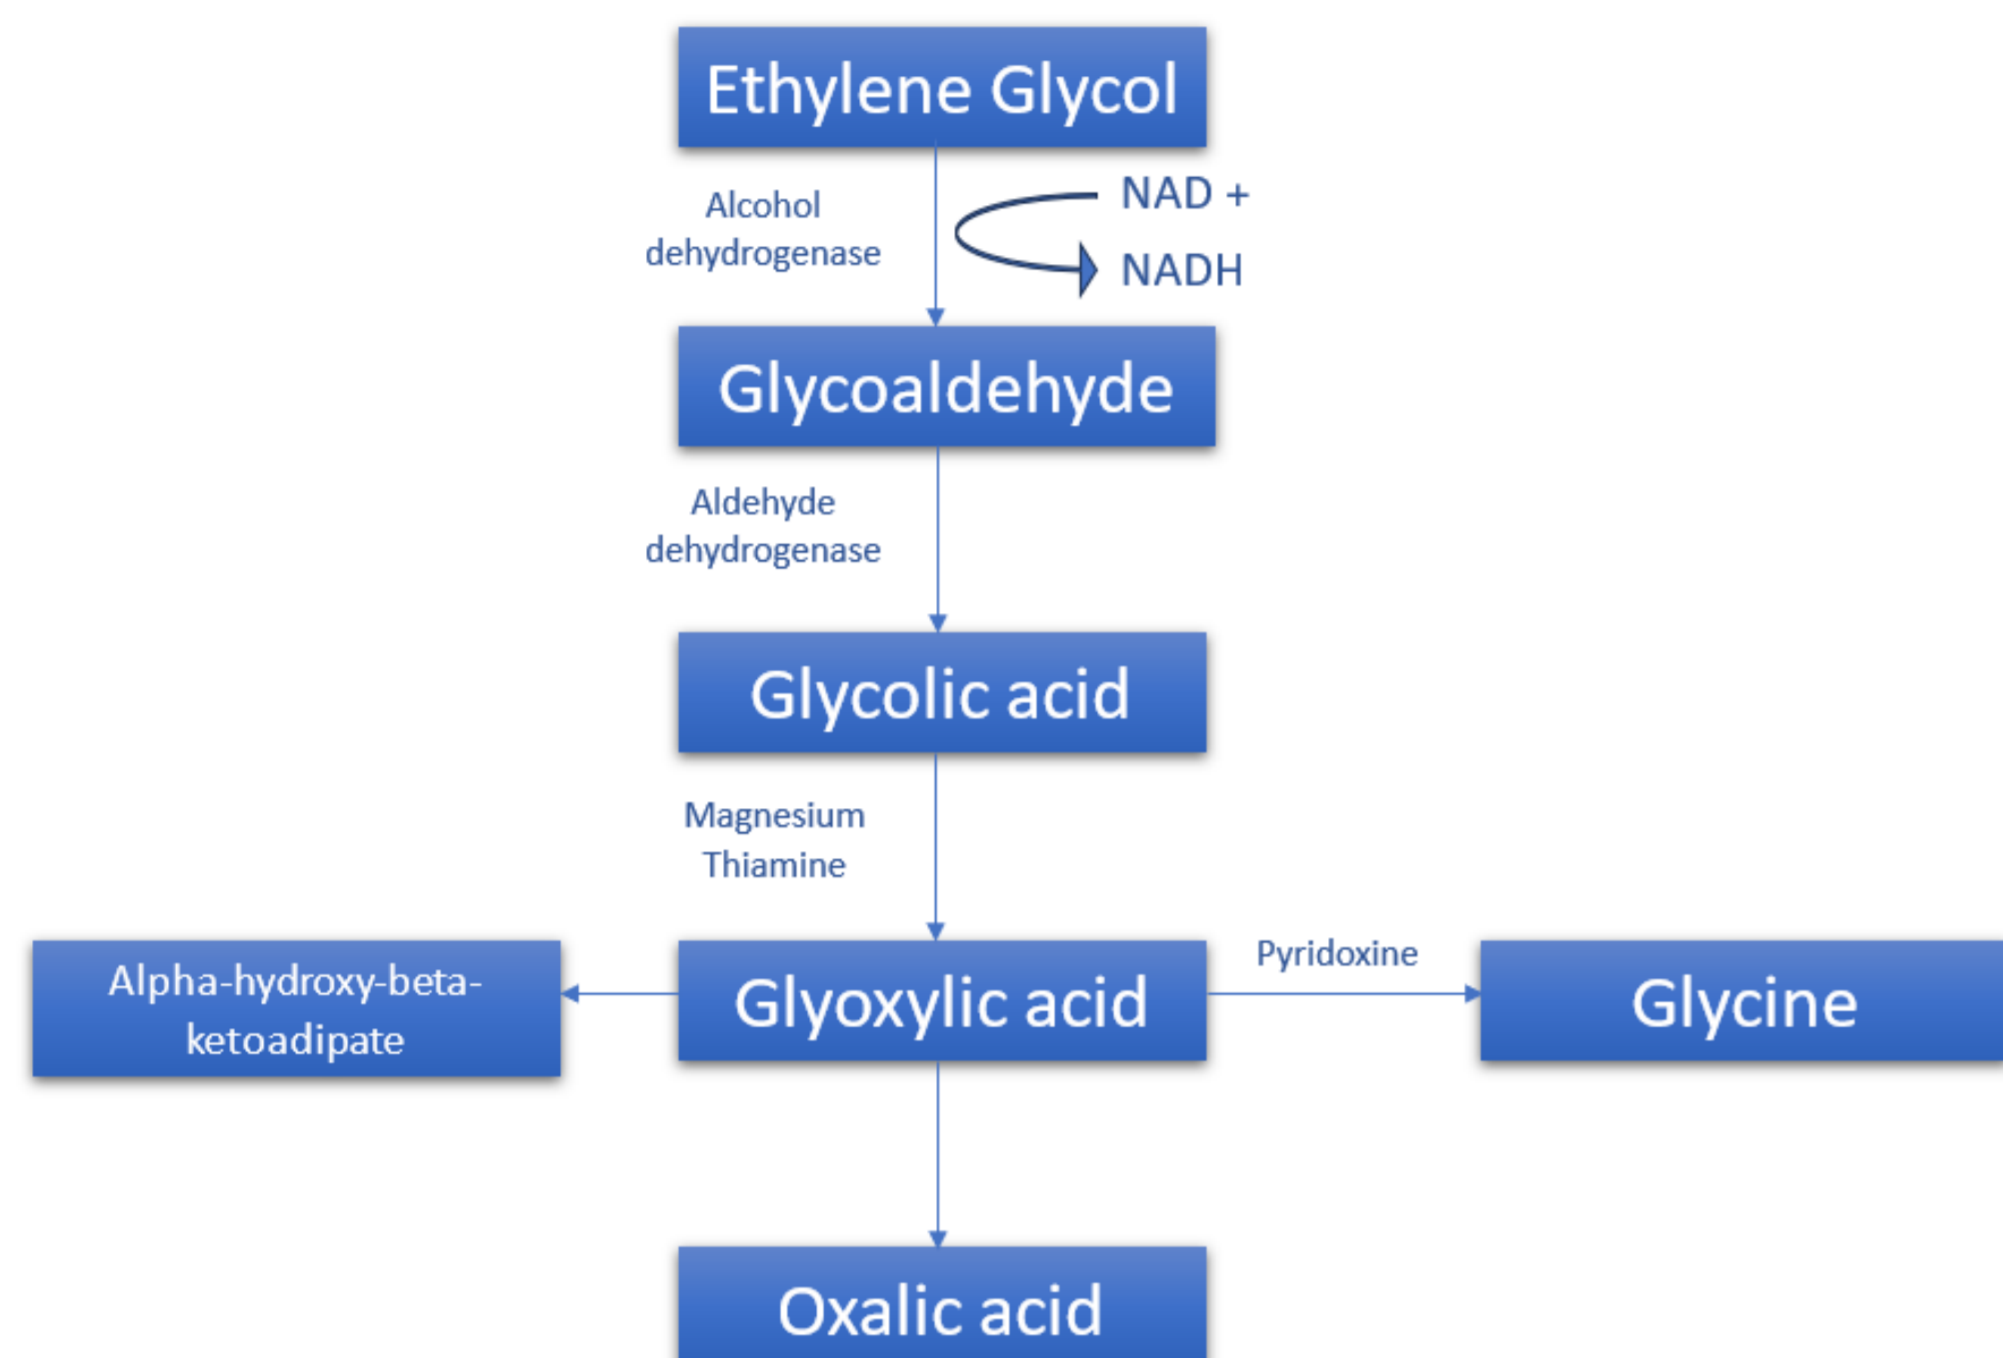 Ethylene Glycol
Alcohol
dehydrogenase
NAD +
NADH
Glycoaldehyde
Aldehyde
dehydrogenase
Glycolic acid
Magnesium
Thiamine
Alpha-hydroxy-beta-
ketoadipate
Glyoxylic acid
Pyridoxine
Glycine
Oxalic acid